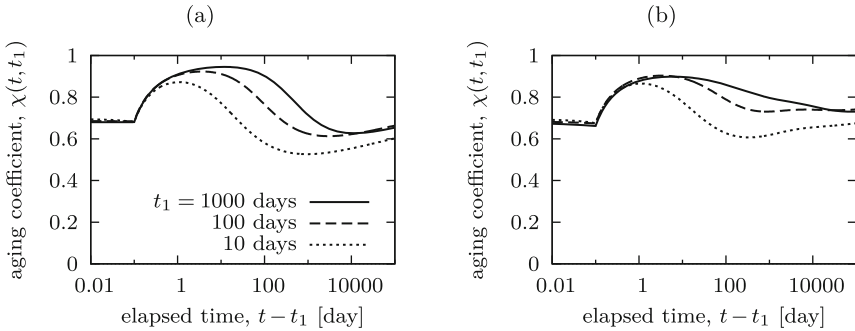 (a)
aging coefficient, χ(t, t₁)
1
0.8
0.6
0.4
0.2
0
t₁ = 1000 days
100 days
10 days
0.01
1
100
10000
elapsed time, t − t₁ [day]
(b)
aging coefficient, χ(t, t₁)
1
0.8
0.6
0.4
0.2
0
0.01
1
100
10000
elapsed time, t − t₁ [day]